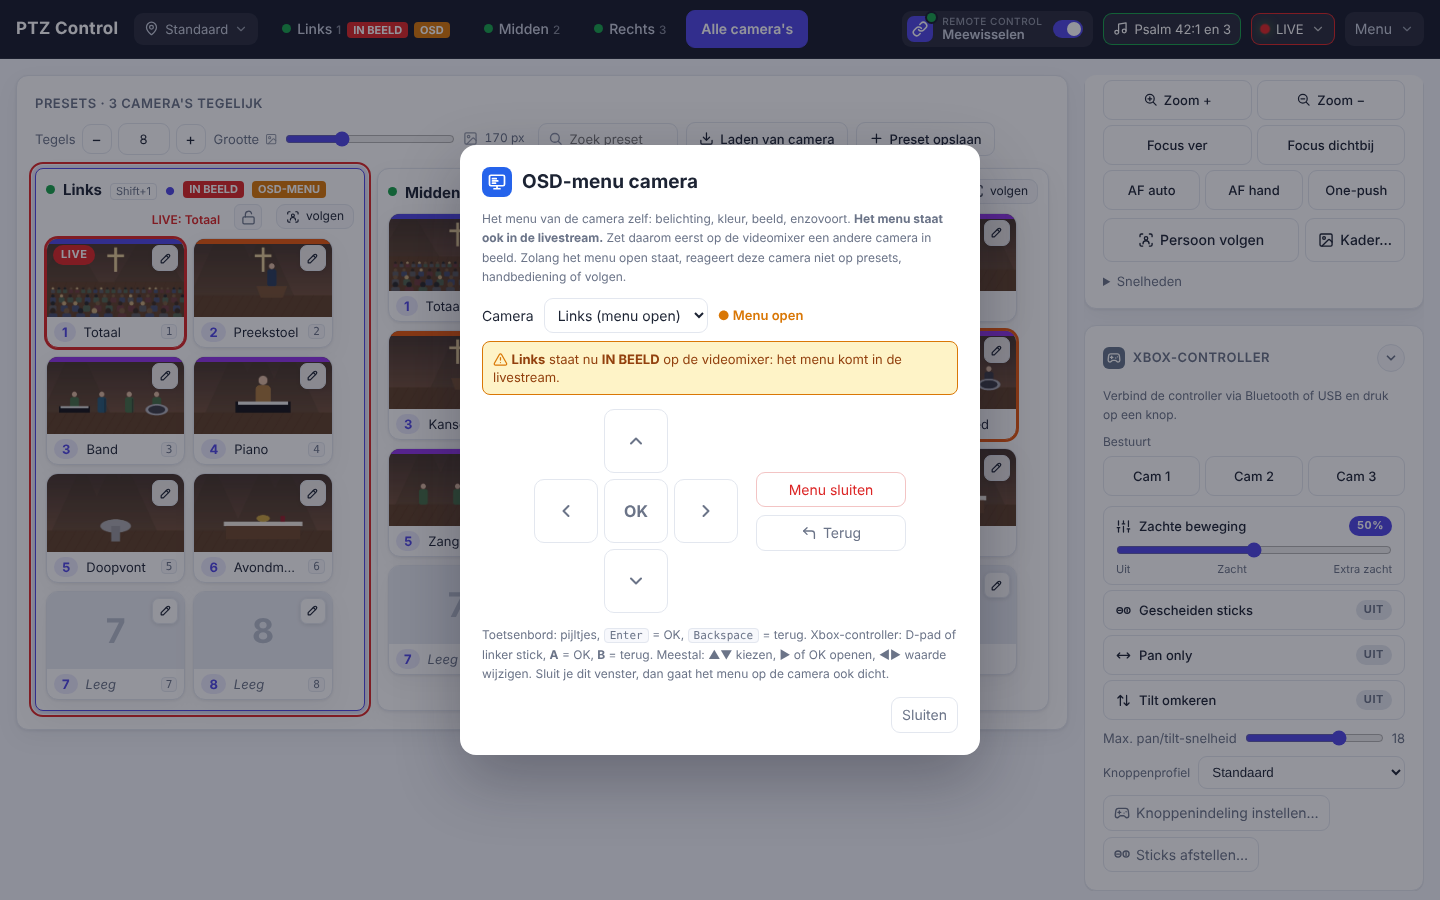 PTZ Control
Standaard
Links 1 IN BEELD OSD
Midden 2
Rechts 3
Alle camera's
REMOTE CONTROL
Meewisselen
Psalm 42:1 en 3
LIVE
Menu
PRESETS · 3 CAMERA'S TEGELIJK
Tegels − 8 + Grootte 170 px
Zoek preset
Laden van camera
Preset opslaan
Links Shift+1 IN BEELD OSD-MENU
LIVE: Totaal
volgen
LIVE
1 Totaal 1
2 Preekstoel 2
3 Band 3
4 Piano 4
5 Doopvont 5
6 Avondm... 6
7
8
7 Leeg 7
8 Leeg 8
Midden
volgen
1 Totaa
3 Kans
5 Zang
7 Leeg
OSD-menu camera
Het menu van de camera zelf: belichting, kleur, beeld, enzovoort. Het menu staat
ook in de livestream. Zet daarom eerst op de videomixer een andere camera in
beeld. Zolang het menu open staat, reageert deze camera niet op presets,
handbediening of volgen.
Camera Links (menu open) Menu open
Links staat nu IN BEELD op de videomixer: het menu komt in de
livestream.
OK
Menu sluiten
Terug
Toetsenbord: pijltjes, Enter = OK, Backspace = terug. Xbox-controller: D-pad of
linker stick, A = OK, B = terug. Meestal: ▲▼ kiezen, ▶ of OK openen, ◀▶ waarde
wijzigen. Sluit je dit venster, dan gaat het menu op de camera ook dicht.
Sluiten
Zoom +
Zoom −
Focus ver
Focus dichtbij
AF auto
AF hand
One-push
Persoon volgen
Kader...
▶ Snelheden
XBOX-CONTROLLER
Verbind de controller via Bluetooth of USB en druk
op een knop.
Bestuurt
Cam 1
Cam 2
Cam 3
Zachte beweging 50%
Uit Zacht Extra zacht
Gescheiden sticks UIT
Pan only UIT
Tilt omkeren UIT
Max. pan/tilt-snelheid 18
Knoppenprofiel Standaard
Knoppenindeling instellen...
Sticks afstellen...